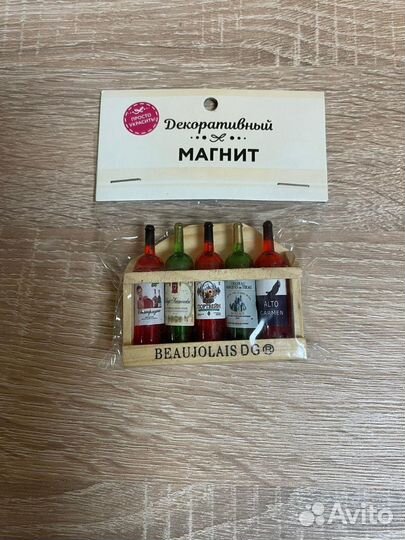 ПРОСТО
УКРАСИТЬ
Декоративный
МАГНИТ
ALTO
CARMEN
BEAUJOLAIS DG®
Avito